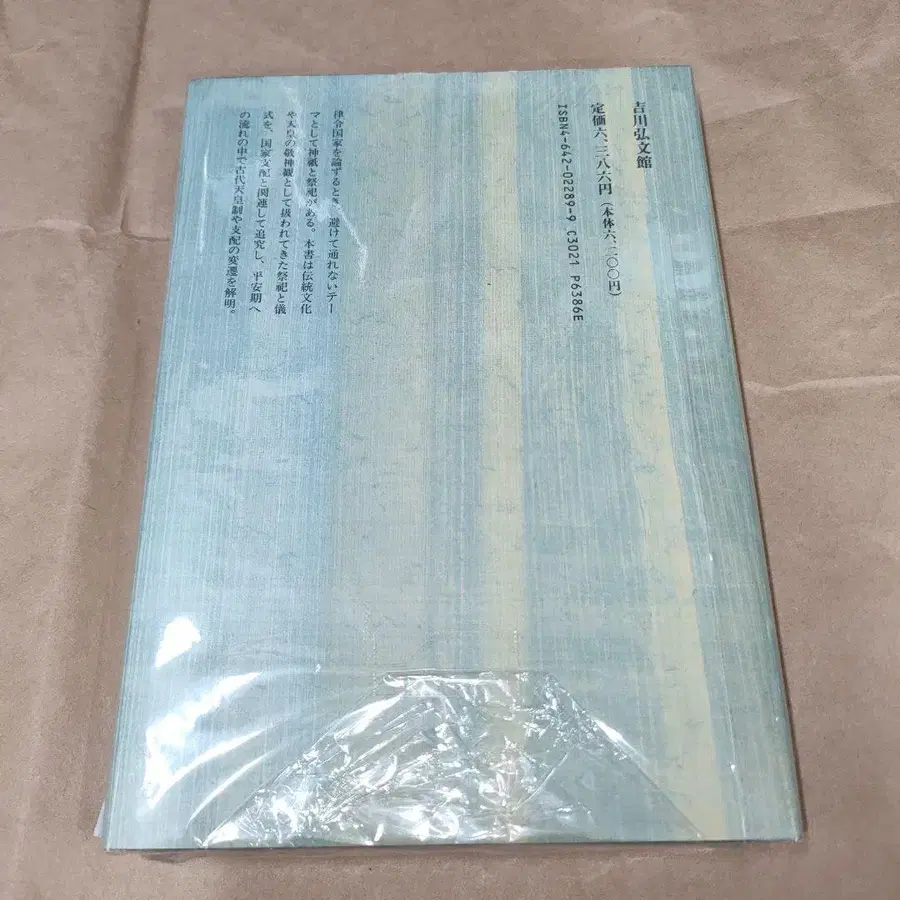 吉川弘文館
定価六、三八六円（本体六、二〇〇円）
ISBN4-642-02289-9 C3021 P6386E
律令国家を論ずるとき、避けて通れないテー
マとして神祇と祭祀がある。本書は伝統文化
や天皇の敬神観として扱われてきた祭祀と儀
式を、国家支配と関連して追究し、平安期へ
の流れの中で古代天皇制や支配の変遷を解明。